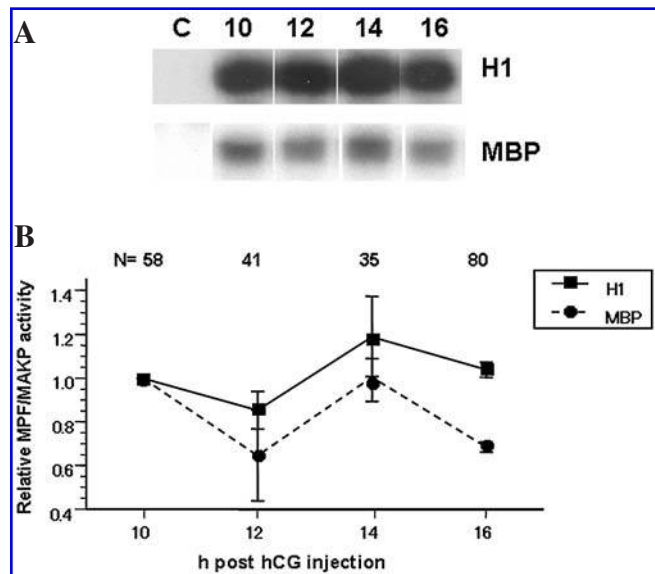 A
C 10 12 14 16
H1
MBP
B
N= 58 41 35 80
H1
MBP
Relative MPF/MAKP activity
1.4
1.2
1.0
0.8
0.6
0.4
10 12 14 16
h post hCG injection